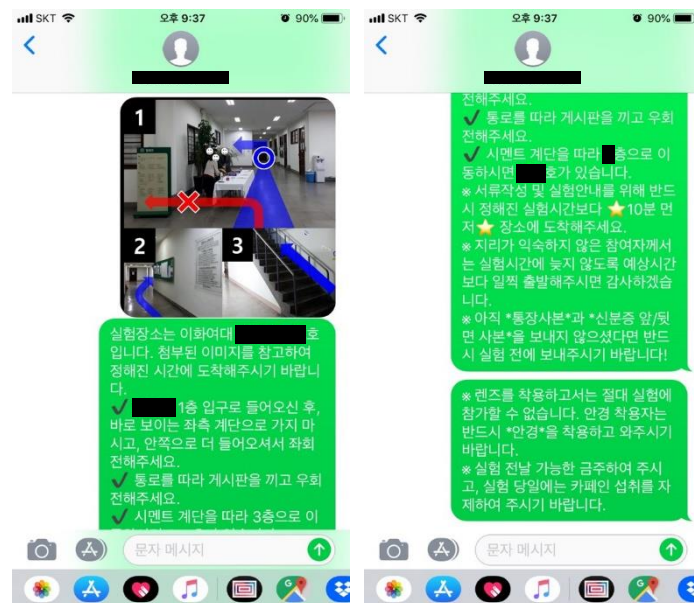 SKT 오후 9:37 90%
1
2 3
실험장소는 이화여대 호
입니다. 첨부된 이미지를 참고하여
정해진 시간에 도착해주시기 바랍니
다.
✔ 1층 입구로 들어오신 후,
바로 보이는 좌측 계단으로 가지 마
시고, 안쪽으로 더 들어오셔서 좌회
전해주세요.
✔ 통로를 따라 게시판을 끼고 우회
전해주세요.
✔ 시멘트 계단을 따라 3층으로 이
문자 메시지
SKT 오후 9:37 90%
전해주세요.
✔ 통로를 따라 게시판을 끼고 우회
전해주세요.
✔ 시멘트 계단을 따라 층으로 이
동하시면 호가 있습니다.
※ 서류작성 및 실험안내를 위해 반드
시 정해진 실험시간보다 ⭐10분 먼
저⭐ 장소에 도착해주세요.
※ 지리가 익숙하지 않은 참여자께서
는 실험시간에 늦지 않도록 예상시간
보다 일찍 출발해주시면 감사하겠습
니다.
※ 아직 *통장사본*과 *신분증 앞/뒷
면 사본*을 보내지 않으셨다면 반드
시 실험 전에 보내주시기 바랍니다!
※ 렌즈를 착용하고서는 절대 실험에
참가할 수 없습니다. 안경 착용자는
반드시 *안경*을 착용하고 와주시기
바랍니다.
※ 실험 전날 가능한 금주하여 주시
고, 실험 당일에는 카페인 섭취를 자
제하여 주시기 바랍니다.
문자 메시지